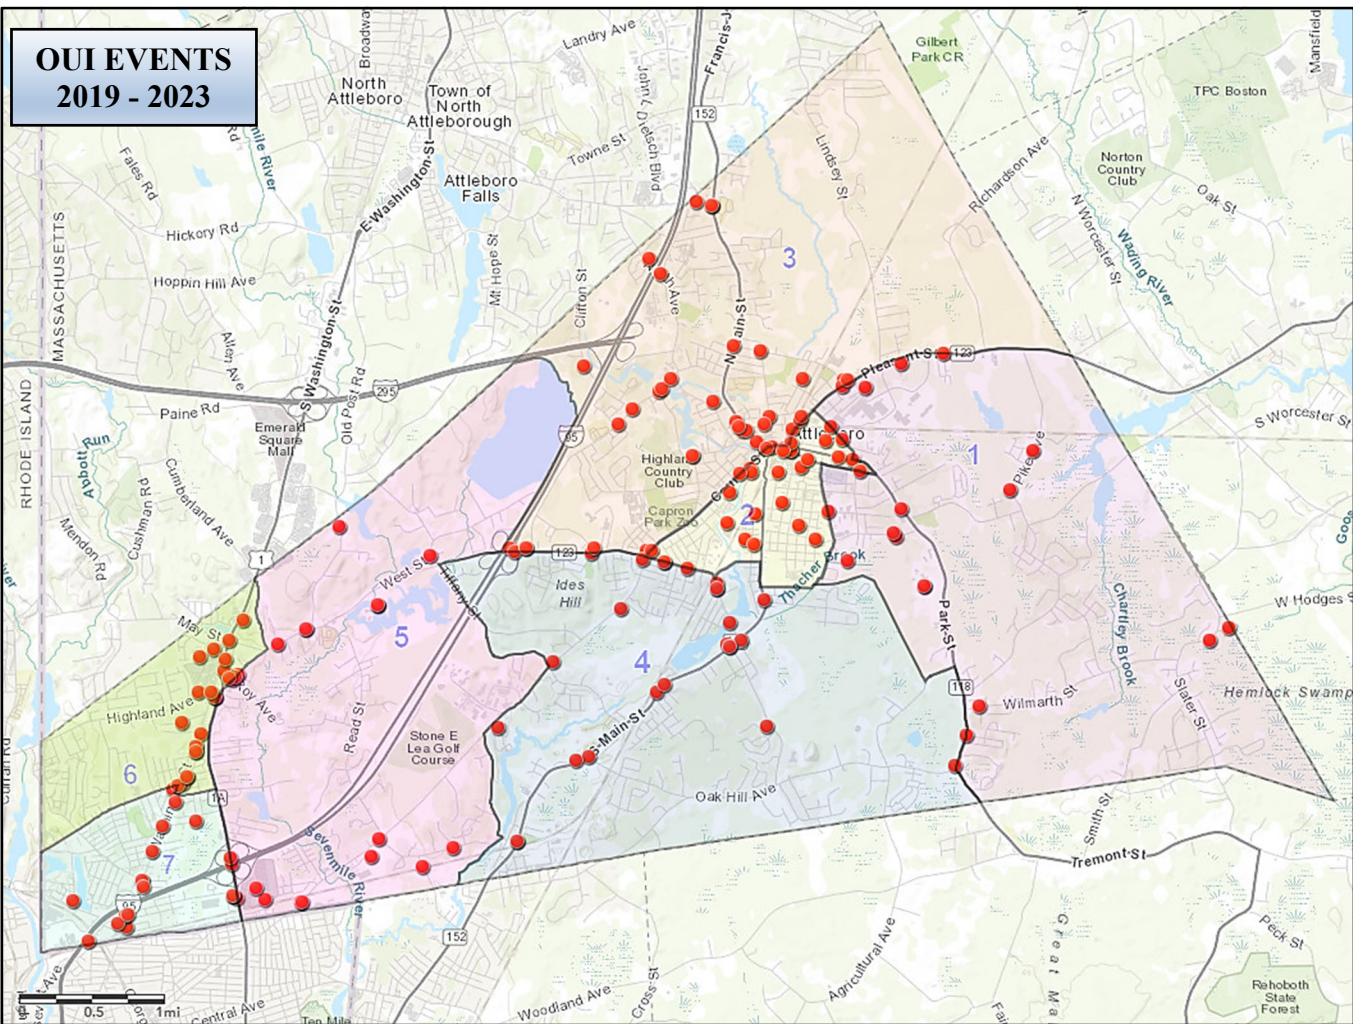 OUI EVENTS
2019 - 2023
Landry Ave
Gilbert
Park CR
North
Attleboro
Town of
North
Attleborough
152
TPC Boston
Mansfield
Fales Rd
Towne St
John L Dietsch Blvd
Lindsey St
Richardson Ave
Norton
Country
Club
Oak St
Attleboro
Falls
E-Washington-St
Hickory Rd
N Worcester St
Wading River
MASSACHUSETTS
Hoppin Hill Ave
Mt Hope St
Clifton St
3
Allen Ave
S Washington-St
Old Post Rd
295
Pleasant-S
123
RHODE ISLAND
Paine Rd
Emerald
Square
Mall
S Worcester St
Abbott Run
95
Attleboro
1
Pike
Highland
Country
Club
Cumberland Ave
Cushman Rd
Mendon Rd
Capron
Park Zoo
2
1
123
West S
Tiffany St
Ides
Hill
Thacher Brook
W Hodges S
Chartley Brook
Park-St
May St
5
4
118
Wilmarth St
Slater St
Hemlock Swamp
Highland Ave
Roy Ave
Read St
Stone E
Lea Golf
Course
S-Main-St
6
1A
Oak Hill Ave
Smith St
Sevenmile River
7
95
Tremont-St
152
Agricultural Ave
Peck St
Cross-St
Woodland Ave
Central Ave
Ten Mile
Rehoboth
State
Forest
0.5 1mi